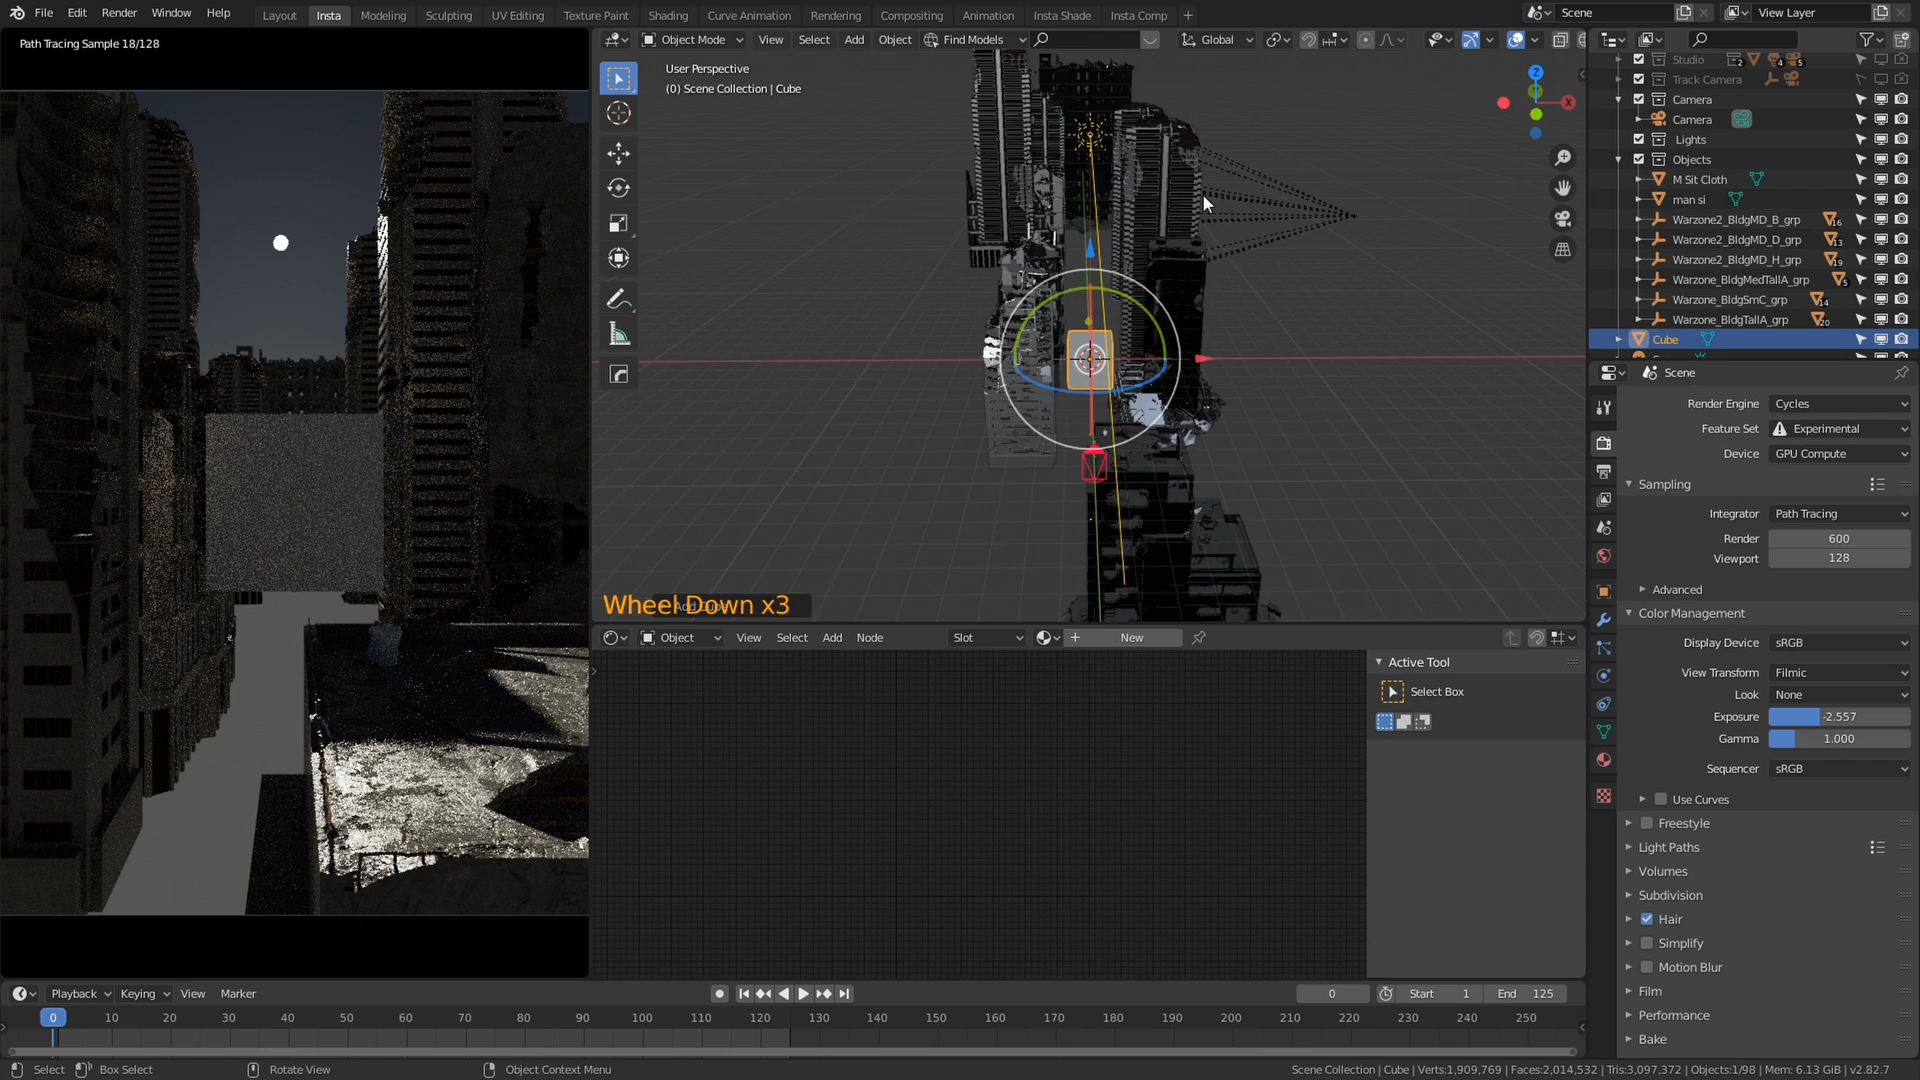 File Edit Render Window Help
Layout Insta Modeling Sculpting UV Editing Texture Paint Shading Curve Animation Rendering Compositing Animation Insta Shade Insta Comp +
Scene View Layer
Path Tracing Sample 18/128
Object Mode View Select Add Object Find Models Global
User Perspective
(0) Scene Collection | Cube
Z
X
Wheel Down x3
Studio 2 4 5
Track Camera
Camera
Camera
Lights
Objects
M Sit Cloth
man si
Warzone2_BldgMD_B_grp 16
Warzone2_BldgMD_D_grp 13
Warzone2_BldgMD_H_grp 19
Warzone_BldgMedTallA_grp 5
Warzone_BldgSmC_grp 14
Warzone_BldgTallA_grp 20
Cube
Scene
Render Engine Cycles
Feature Set Experimental
Device GPU Compute
Sampling
Integrator Path Tracing
Render 600
Viewport 128
Advanced
Color Management
Display Device sRGB
View Transform Filmic
Look None
Exposure -2.557
Gamma 1.000
Sequencer sRGB
Use Curves
Freestyle
Light Paths
Volumes
Subdivision
Hair
Simplify
Motion Blur
Film
Performance
Bake
Object View Select Add Node Slot New
Active Tool
Select Box
Playback Keying View Marker
0 Start 1 End 125
0 10 20 30 40 50 60 70 80 90 100 110 120 130 140 150 160 170 180 190 200 210 220 230 240 250
Select Box Select Rotate View Object Context Menu
Scene Collection | Cube | Verts:1,909,769 | Faces:2,014,532 | Tris:3,097,372 | Objects:1/98 | Mem: 6.13 GiB | v2.82.7